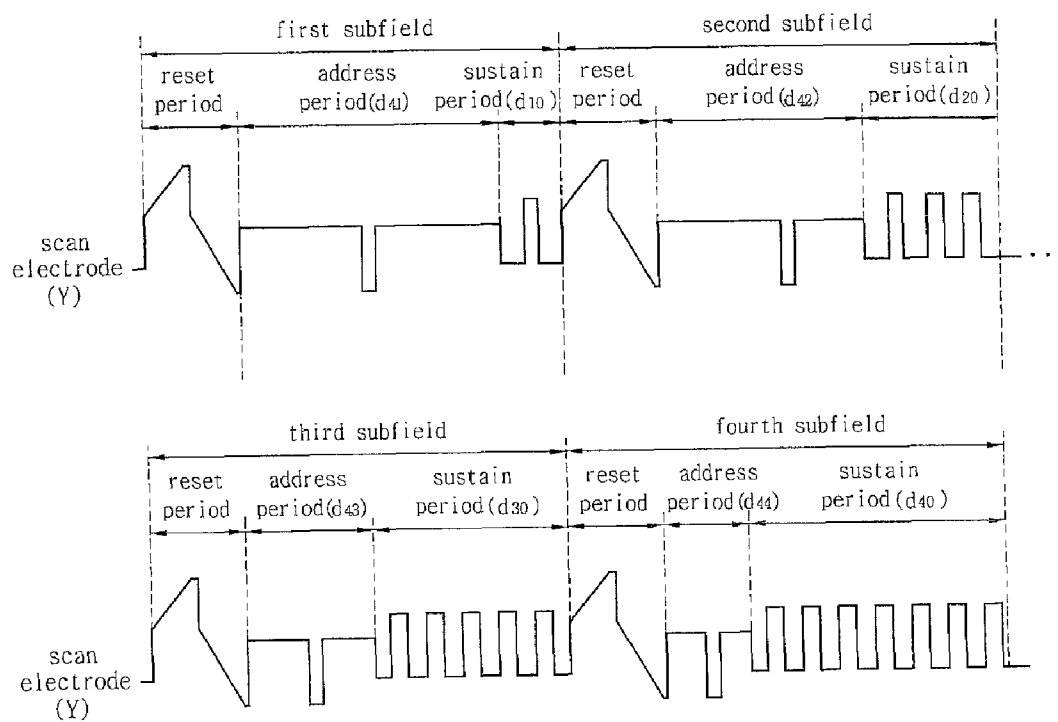 first subfield
second subfield
reset
period
address
period(d41)
sustain
period(d10)
reset
period
address
period(d42)
sustain
period(d20)
scan
electrode
(Y)
third subfield
fourth subfield
reset
period
address
period(d43)
sustain
period(d30)
reset
period
address
period(d44)
sustain
period(d40)
scan
electrode
(Y)